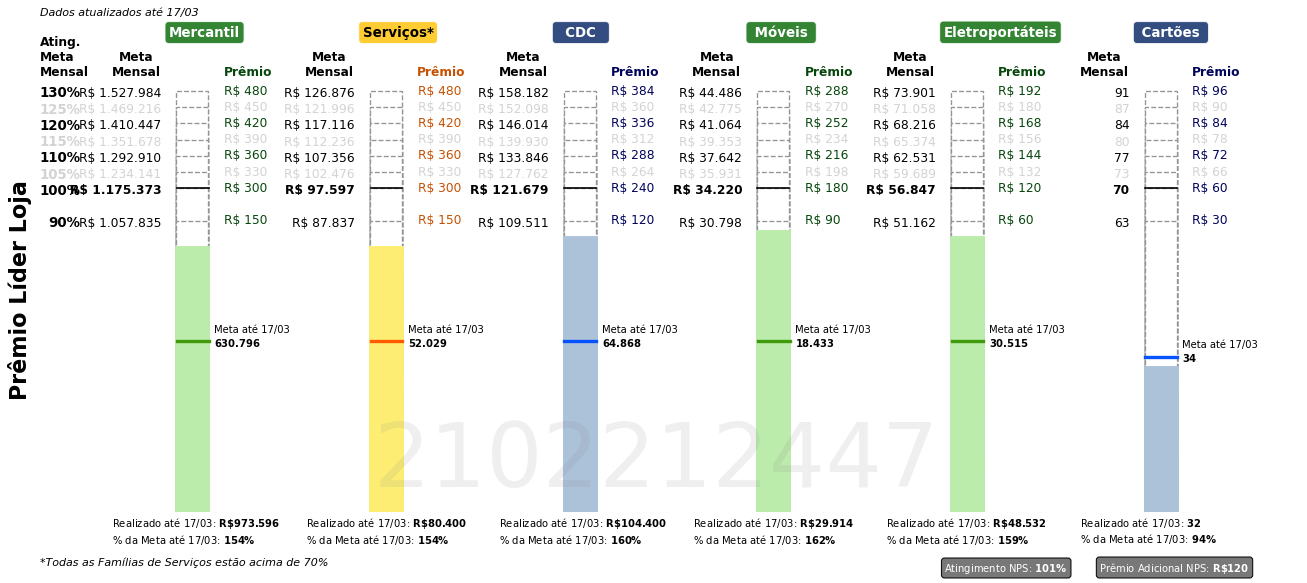 Dados atualizados até 17/03
Mercantil Serviços* CDC Móveis Eletroportáteis Cartões
Ating.
Meta Meta Meta Meta Meta Meta Meta
Mensal Mensal Prêmio Mensal Prêmio Mensal Prêmio Mensal Prêmio Mensal Prêmio Mensal Prêmio
130% R$ 1.527.984 R$ 480 R$ 126.876 R$ 480 R$ 158.182 R$ 384 R$ 44.486 R$ 288 R$ 73.901 R$ 192 91 R$ 96
125% R$ 1.469.216 R$ 450 R$ 121.996 R$ 450 R$ 152.098 R$ 360 R$ 42.775 R$ 270 R$ 71.058 R$ 180 87 R$ 90
120% R$ 1.410.447 R$ 420 R$ 117.116 R$ 420 R$ 146.014 R$ 336 R$ 41.064 R$ 252 R$ 68.216 R$ 168 84 R$ 84
115% R$ 1.351.678 R$ 390 R$ 112.236 R$ 390 R$ 139.930 R$ 312 R$ 39.353 R$ 234 R$ 65.374 R$ 156 80 R$ 78
110% R$ 1.292.910 R$ 360 R$ 107.356 R$ 360 R$ 133.846 R$ 288 R$ 37.642 R$ 216 R$ 62.531 R$ 144 77 R$ 72
105% R$ 1.234.141 R$ 330 R$ 102.476 R$ 330 R$ 127.762 R$ 264 R$ 35.931 R$ 198 R$ 59.689 R$ 132 73 R$ 66
100% R$ 1.175.373 R$ 300 R$ 97.597 R$ 300 R$ 121.679 R$ 240 R$ 34.220 R$ 180 R$ 56.847 R$ 120 70 R$ 60
90% R$ 1.057.835 R$ 150 R$ 87.837 R$ 150 R$ 109.511 R$ 120 R$ 30.798 R$ 90 R$ 51.162 R$ 60 63 R$ 30
Prêmio Líder Loja
Meta até 17/03 Meta até 17/03 Meta até 17/03 Meta até 17/03 Meta até 17/03 Meta até 17/03
630.796 52.029 64.868 18.433 30.515 34
2102212447
Realizado até 17/03: R$973.596 Realizado até 17/03: R$80.400 Realizado até 17/03: R$104.400 Realizado até 17/03: R$29.914 Realizado até 17/03: R$48.532 Realizado até 17/03: 32
% da Meta até 17/03: 154% % da Meta até 17/03: 154% % da Meta até 17/03: 160% % da Meta até 17/03: 162% % da Meta até 17/03: 159% % da Meta até 17/03: 94%
*Todas as Famílias de Serviços estão acima de 70%
Atingimento NPS: 101% Prêmio Adicional NPS: R$120